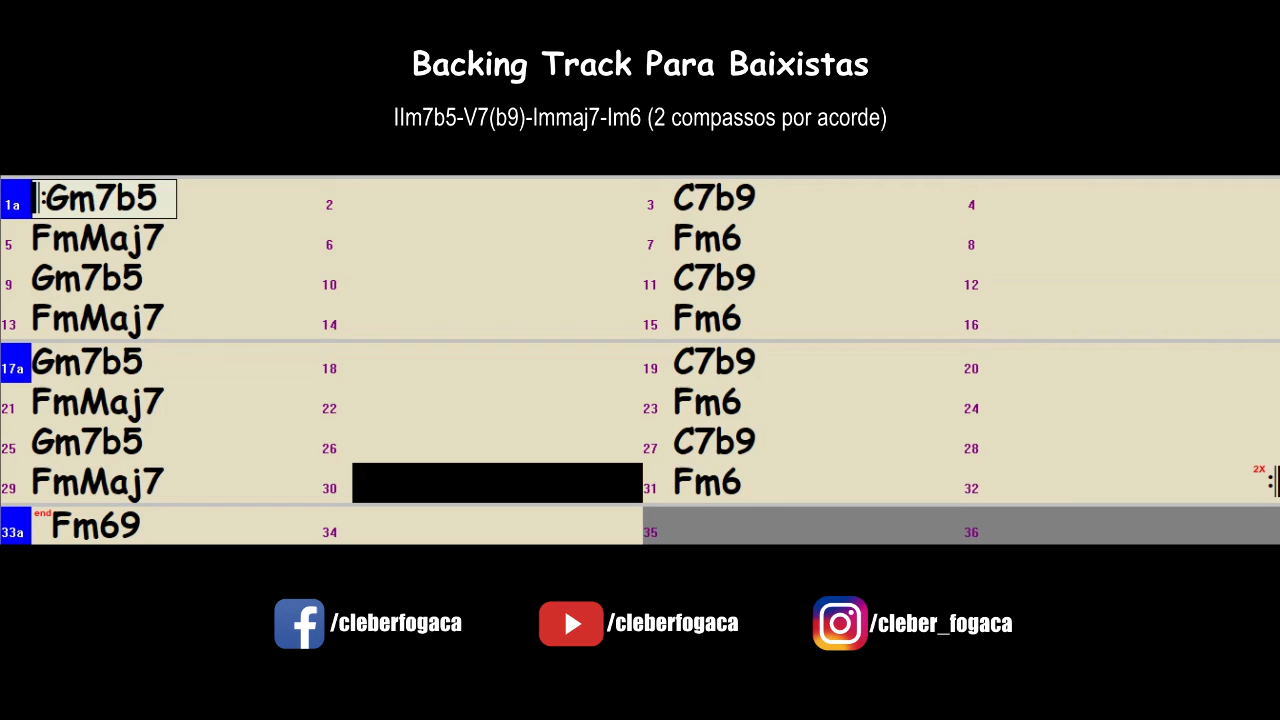 Backing Track Para Baixistas
IIm7b5-V7(b9)-Immaj7-Im6 (2 compassos por acorde)
1a Gm7b5 2 3 C7b9 4
5 FmMaj7 6 7 Fm6 8
9 Gm7b5 10 11 C7b9 12
13 FmMaj7 14 15 Fm6 16
17a Gm7b5 18 19 C7b9 20
21 FmMaj7 22 23 Fm6 24
25 Gm7b5 26 27 C7b9 28
29 FmMaj7 30 31 Fm6 32 2X
33a end Fm69 34 35 36
/cleberfogaca /cleberfogaca /cleber_fogaca